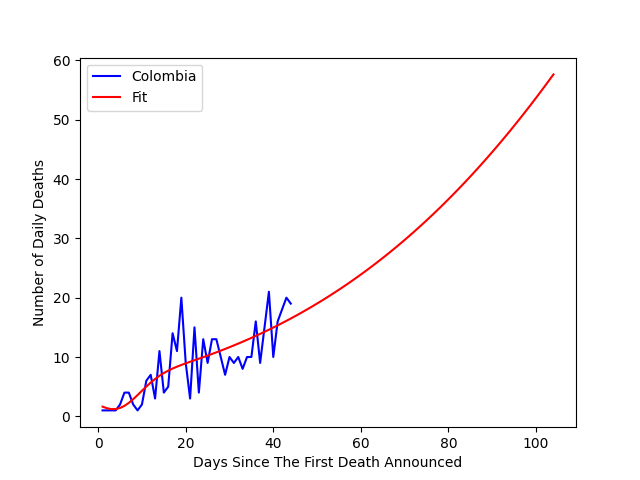 Colombia
Fit
Number of Daily Deaths
60
50
40
30
20
10
0
0 20 40 60 80 100
Days Since The First Death Announced